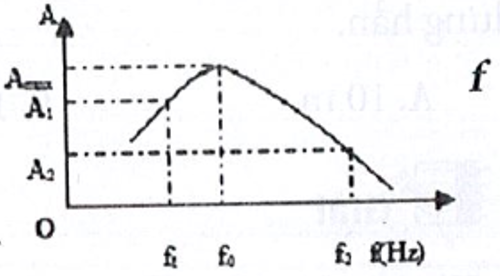 A
Amax
A₁
A₂
O
f₁ f₀ f₂ f(Hz)
f